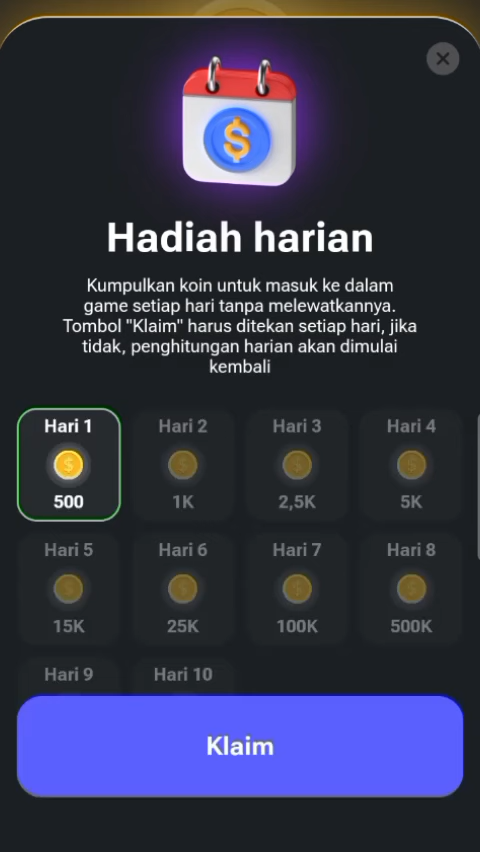 Hadiah harian
Kumpulkan koin untuk masuk ke dalam
game setiap hari tanpa melewatkannya.
Tombol "Klaim" harus ditekan setiap hari, jika
tidak, penghitungan harian akan dimulai
kembali
Hari 1
500
Hari 2
1K
Hari 3
2,5K
Hari 4
5K
Hari 5
15K
Hari 6
25K
Hari 7
100K
Hari 8
500K
Hari 9
Hari 10
Klaim